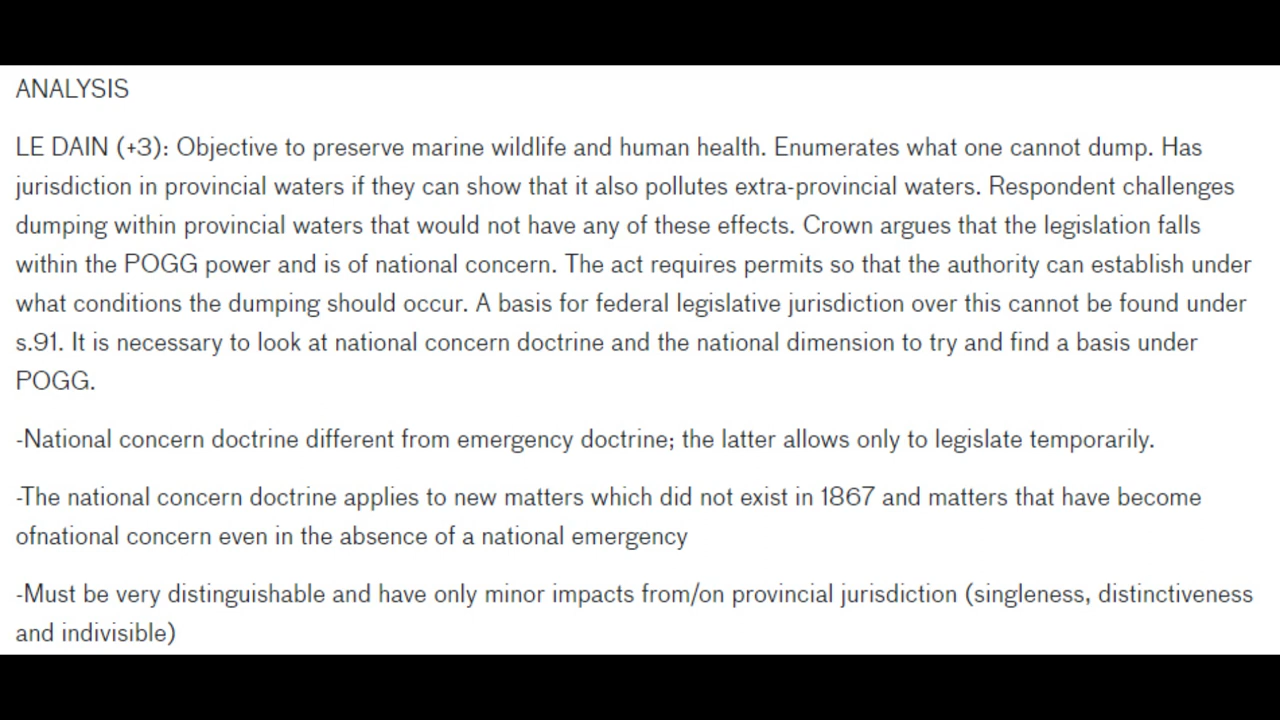 ANALYSIS
LE DAIN (+3): Objective to preserve marine wildlife and human health. Enumerates what one cannot dump. Has
jurisdiction in provincial waters if they can show that it also pollutes extra-provincial waters. Respondent challenges
dumping within provincial waters that would not have any of these effects. Crown argues that the legislation falls
within the POGG power and is of national concern. The act requires permits so that the authority can establish under
what conditions the dumping should occur. A basis for federal legislative jurisdiction over this cannot be found under
s.91. It is necessary to look at national concern doctrine and the national dimension to try and find a basis under
POGG.
-National concern doctrine different from emergency doctrine; the latter allows only to legislate temporarily.
-The national concern doctrine applies to new matters which did not exist in 1867 and matters that have become
ofnational concern even in the absence of a national emergency
-Must be very distinguishable and have only minor impacts from/on provincial jurisdiction (singleness, distinctiveness
and indivisible)